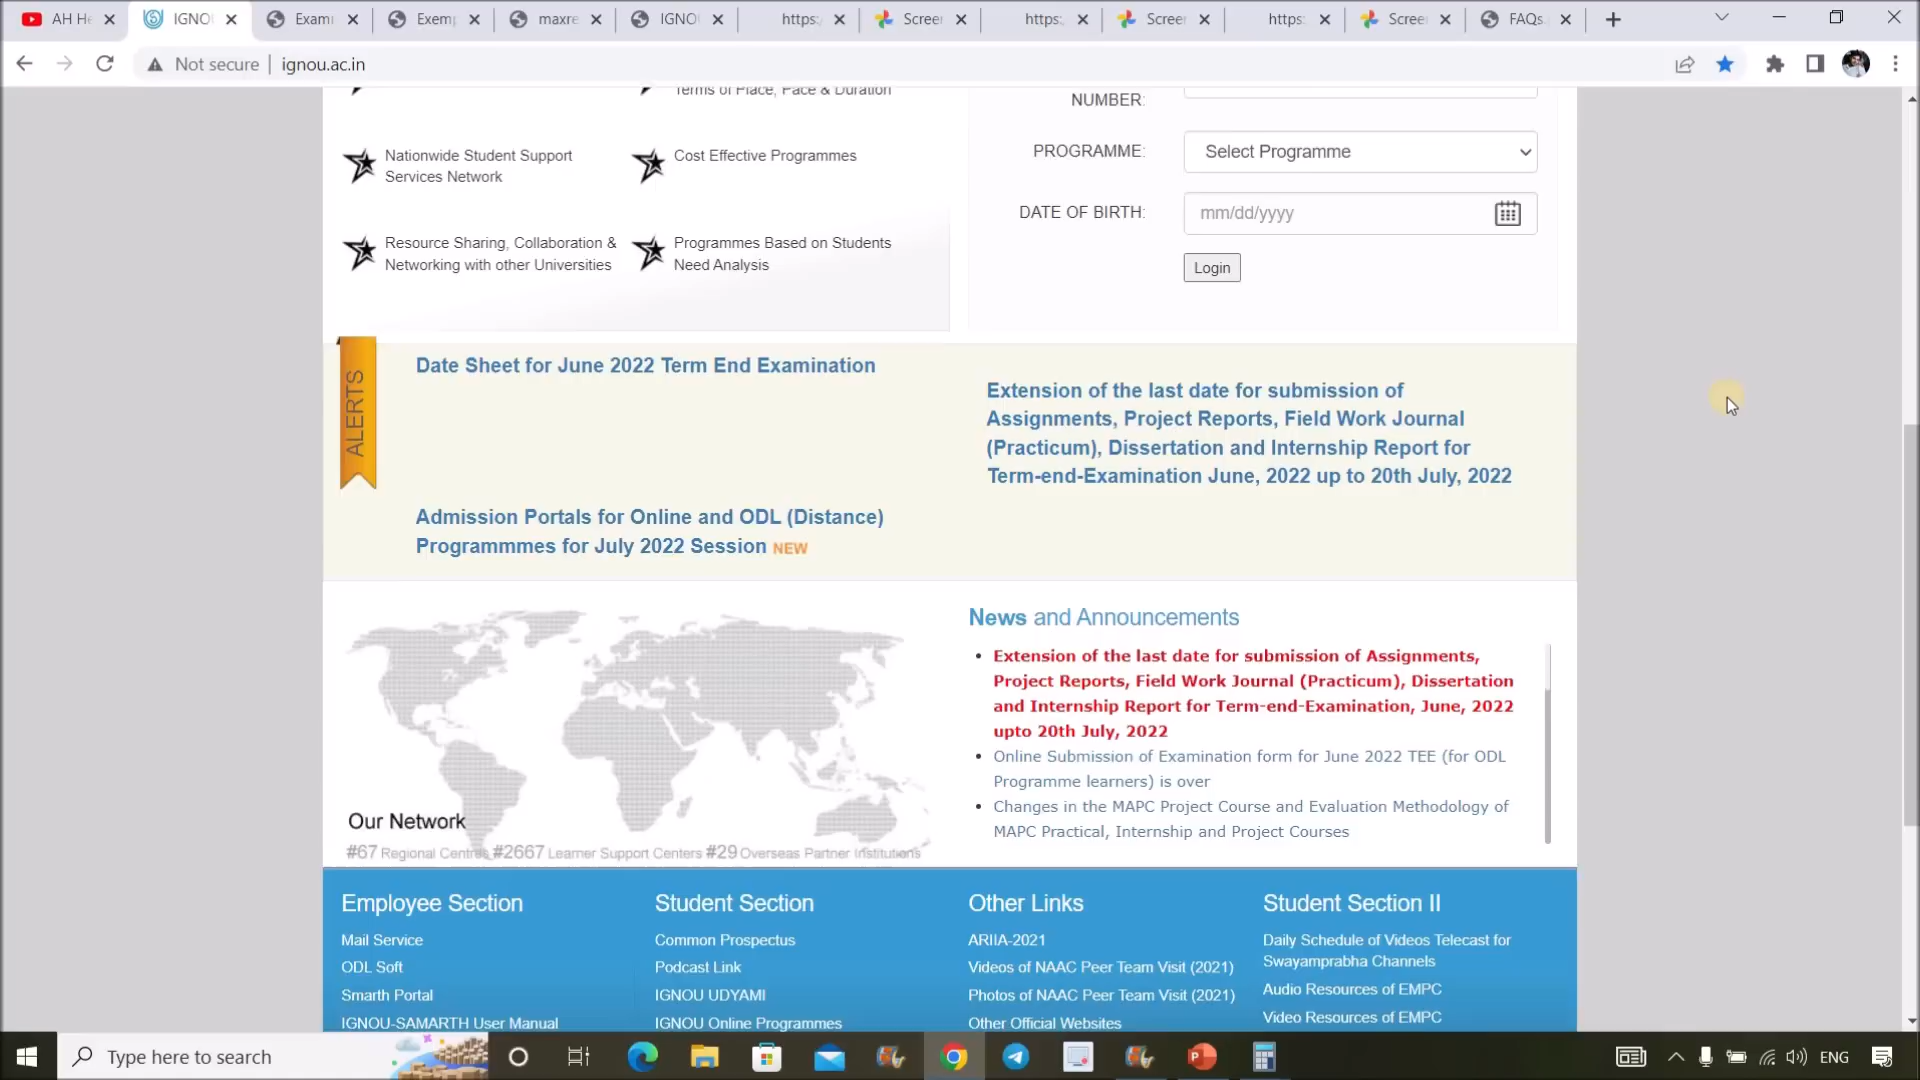 AH He
IGNOU
Exami
Exemp
maxre
IGNO
https:
Screer
https:
Screer
https:
Screer
FAQs.
Not secure
ignou.ac.in
Terms of Place, Pace & Duration
Nationwide Student Support
Services Network
Cost Effective Programmes
Resource Sharing, Collaboration &
Networking with other Universities
Programmes Based on Students
Need Analysis
NUMBER:
PROGRAMME:
Select Programme
DATE OF BIRTH:
mm/dd/yyyy
Login
ALERTS
Date Sheet for June 2022 Term End Examination
Admission Portals for Online and ODL (Distance)
Programmmes for July 2022 Session NEW
Extension of the last date for submission of
Assignments, Project Reports, Field Work Journal
(Practicum), Dissertation and Internship Report for
Term-end-Examination June, 2022 up to 20th July, 2022
Our Network
#67 Regional Centres #2667 Learner Support Centers #29 Overseas Partner Institutions
News and Announcements
Extension of the last date for submission of Assignments,
Project Reports, Field Work Journal (Practicum), Dissertation
and Internship Report for Term-end-Examination, June, 2022
upto 20th July, 2022
Online Submission of Examination form for June 2022 TEE (for ODL
Programme learners) is over
Changes in the MAPC Project Course and Evaluation Methodology of
MAPC Practical, Internship and Project Courses
Employee Section
Mail Service
ODL Soft
Smarth Portal
IGNOU-SAMARTH User Manual
Student Section
Common Prospectus
Podcast Link
IGNOU UDYAMI
IGNOU Online Programmes
Other Links
ARIIA-2021
Videos of NAAC Peer Team Visit (2021)
Photos of NAAC Peer Team Visit (2021)
Other Official Websites
Student Section II
Daily Schedule of Videos Telecast for
Swayamprabha Channels
Audio Resources of EMPC
Video Resources of EMPC
Type here to search
ENG